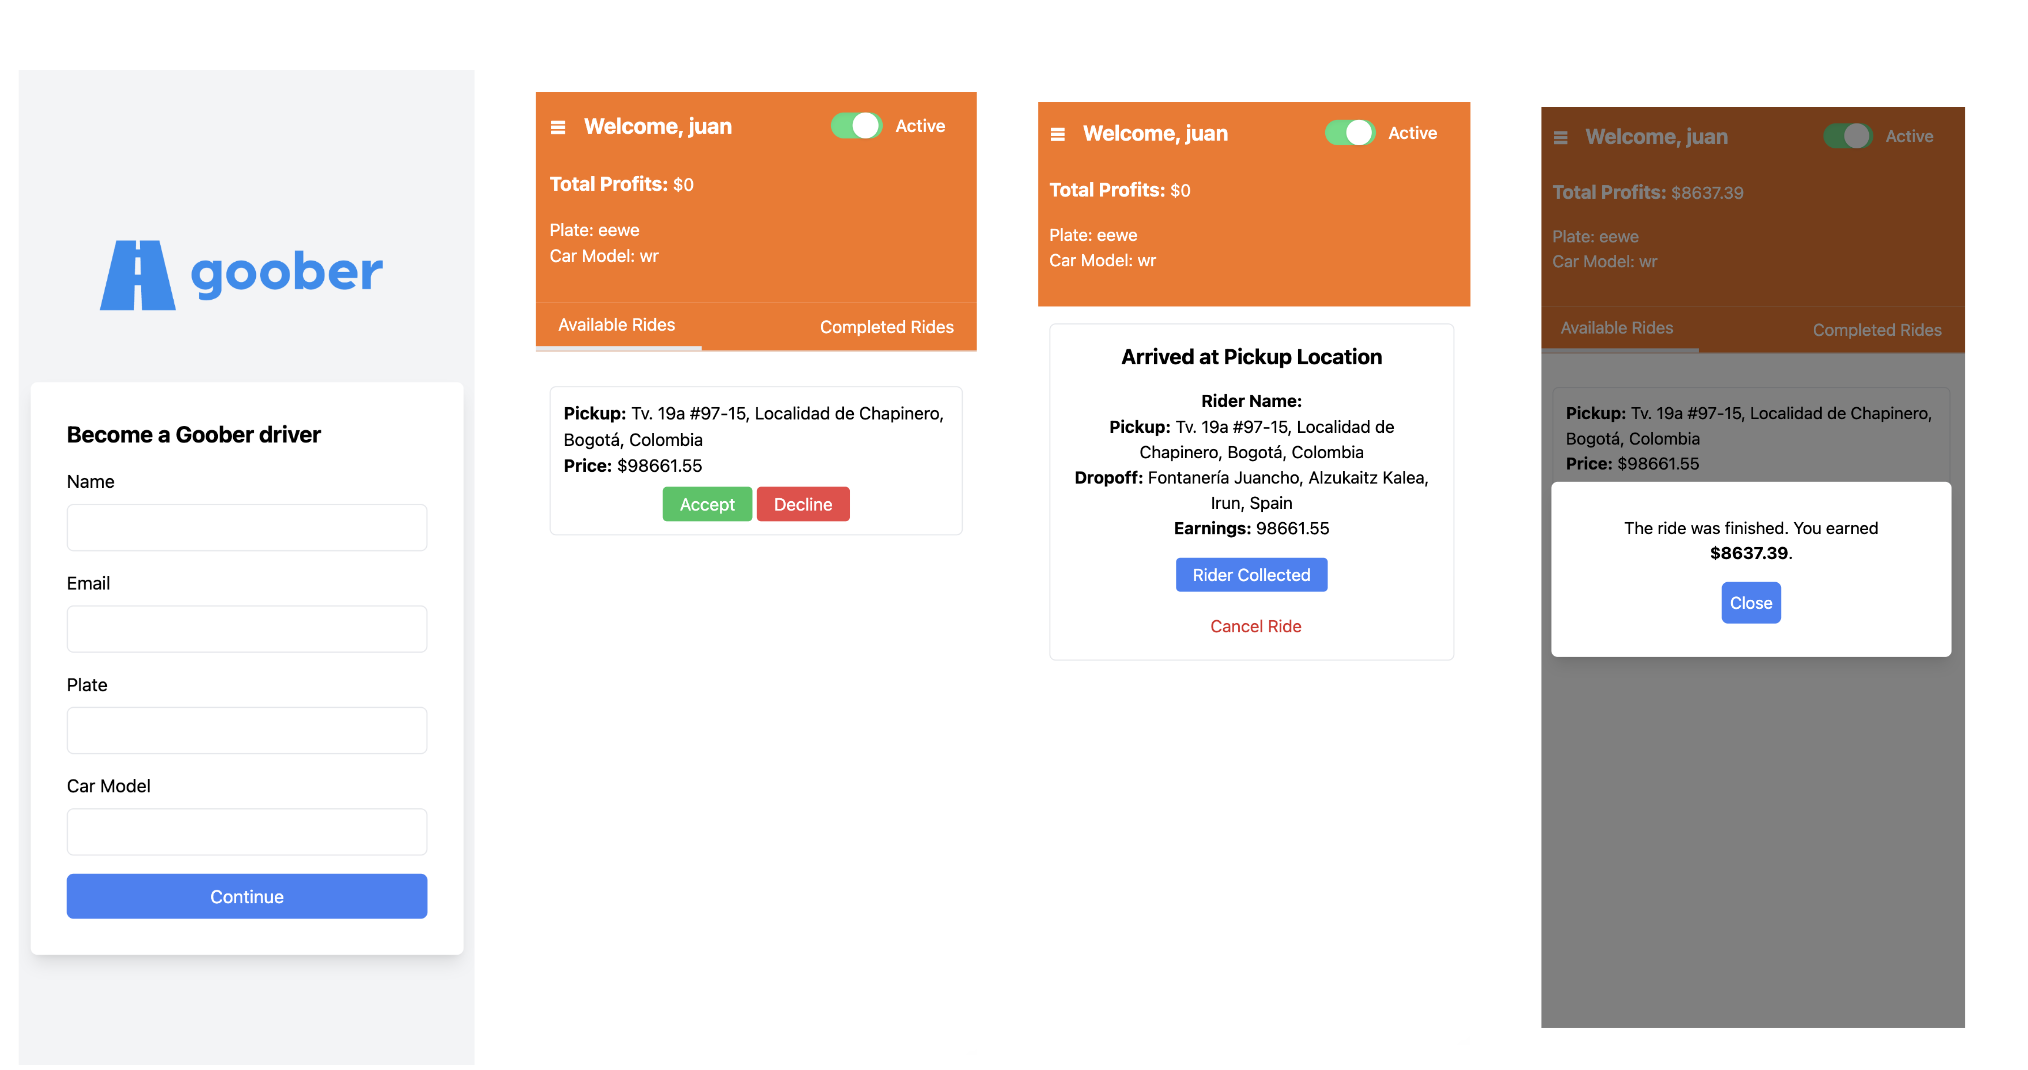 goober
Become a Goober driver
Name
Email
Plate
Car Model
Continue
Welcome, juan
Active
Total Profits: $0
Plate: eewe
Car Model: wr
Available Rides
Completed Rides
Pickup: Tv. 19a #97-15, Localidad de Chapinero,
Bogotá, Colombia
Price: $98661.55
Accept
Decline
Welcome, juan
Active
Total Profits: $0
Plate: eewe
Car Model: wr
Arrived at Pickup Location
Rider Name:
Pickup: Tv. 19a #97-15, Localidad de
Chapinero, Bogotá, Colombia
Dropoff: Fontanería Juancho, Alzukaitz Kalea,
Irun, Spain
Earnings: 98661.55
Rider Collected
Cancel Ride
Welcome, juan
Active
Total Profits: $8637.39
Plate: eewe
Car Model: wr
Available Rides
Completed Rides
Pickup: Tv. 19a #97-15, Localidad de Chapinero,
Bogotá, Colombia
Price: $98661.55
The ride was finished. You earned
$8637.39.
Close